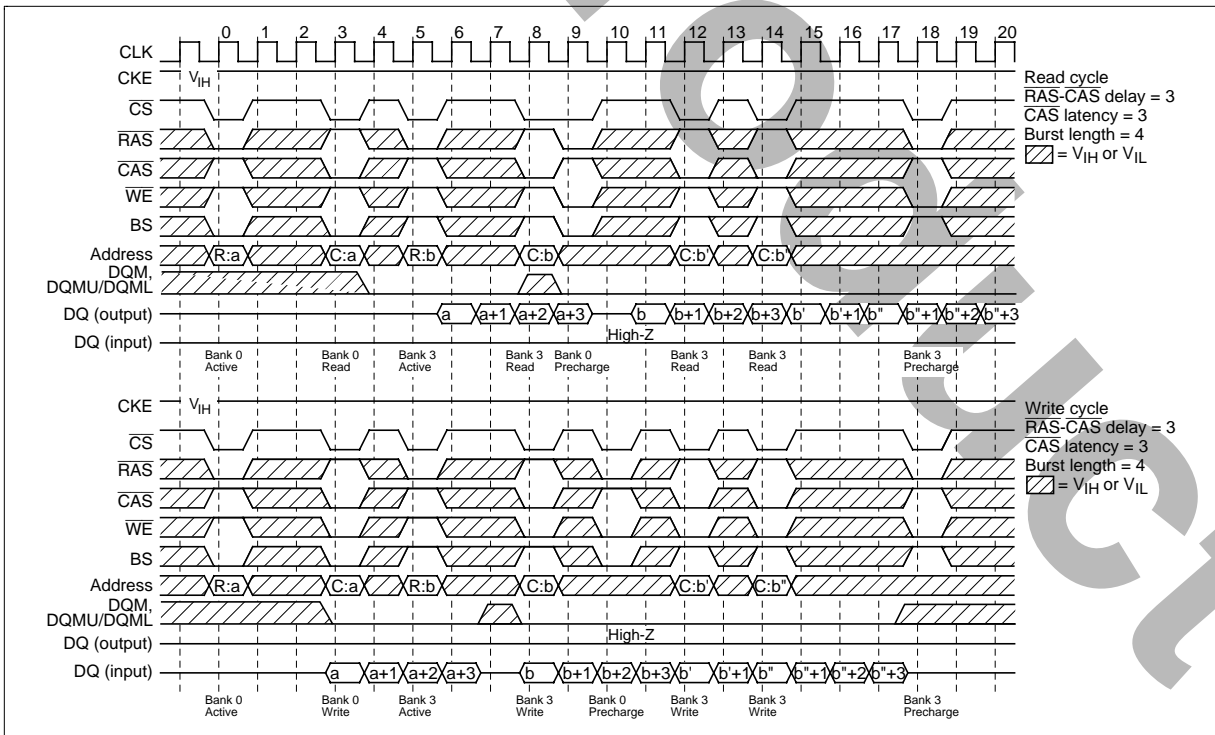 0 1 2 3 4 5 6 7 8 9 10 11 12 13 14 15 16 17 18 19 20
CLK
CKE VIH
CS
RAS
CAS
WE
BS
Address R:a C:a R:b C:b C:b' C:b"
DQM,
DQMU/DQML
DQ (output) a a+1 a+2 a+3 b b+1 b+2 b+3 b' b'+1 b" b"+1 b"+2 b"+3
High-Z
DQ (input)
Bank 0 Active
Bank 0 Read
Bank 3 Active
Bank 3 Read
Bank 0 Precharge
Bank 3 Read
Bank 3 Read
Bank 3 Precharge
Read cycle
RAS-CAS delay = 3
CAS latency = 3
Burst length = 4
= VIH or VIL
CKE VIH
CS
RAS
CAS
WE
BS
Address R:a C:a R:b C:b C:b' C:b"
DQM,
DQMU/DQML
High-Z
DQ (output)
DQ (input) a a+1 a+2 a+3 b b+1 b+2 b+3 b' b'+1 b" b"+1 b"+2 b"+3
Bank 0 Active
Bank 0 Write
Bank 3 Active
Bank 3 Write
Bank 0 Precharge
Bank 3 Write
Bank 3 Write
Bank 3 Precharge
Write cycle
RAS-CAS delay = 3
CAS latency = 3
Burst length = 4
= VIH or VIL